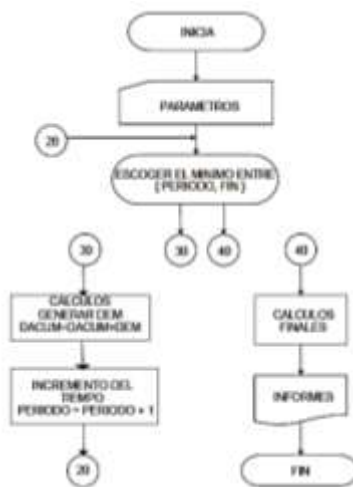 INICIA
PARAMETROS
20
ESCOGER EL MINIMO ENTRE
( PERIODO, FIN )
30
40
30
CALCULOS
GENERAR DEM
DACUM=DACUM+DEM
INCREMENTO DEL
TIEMPO
PERIODO = PERIODO + 1
20
40
CALCULOS
FINALES
INFORMES
FIN